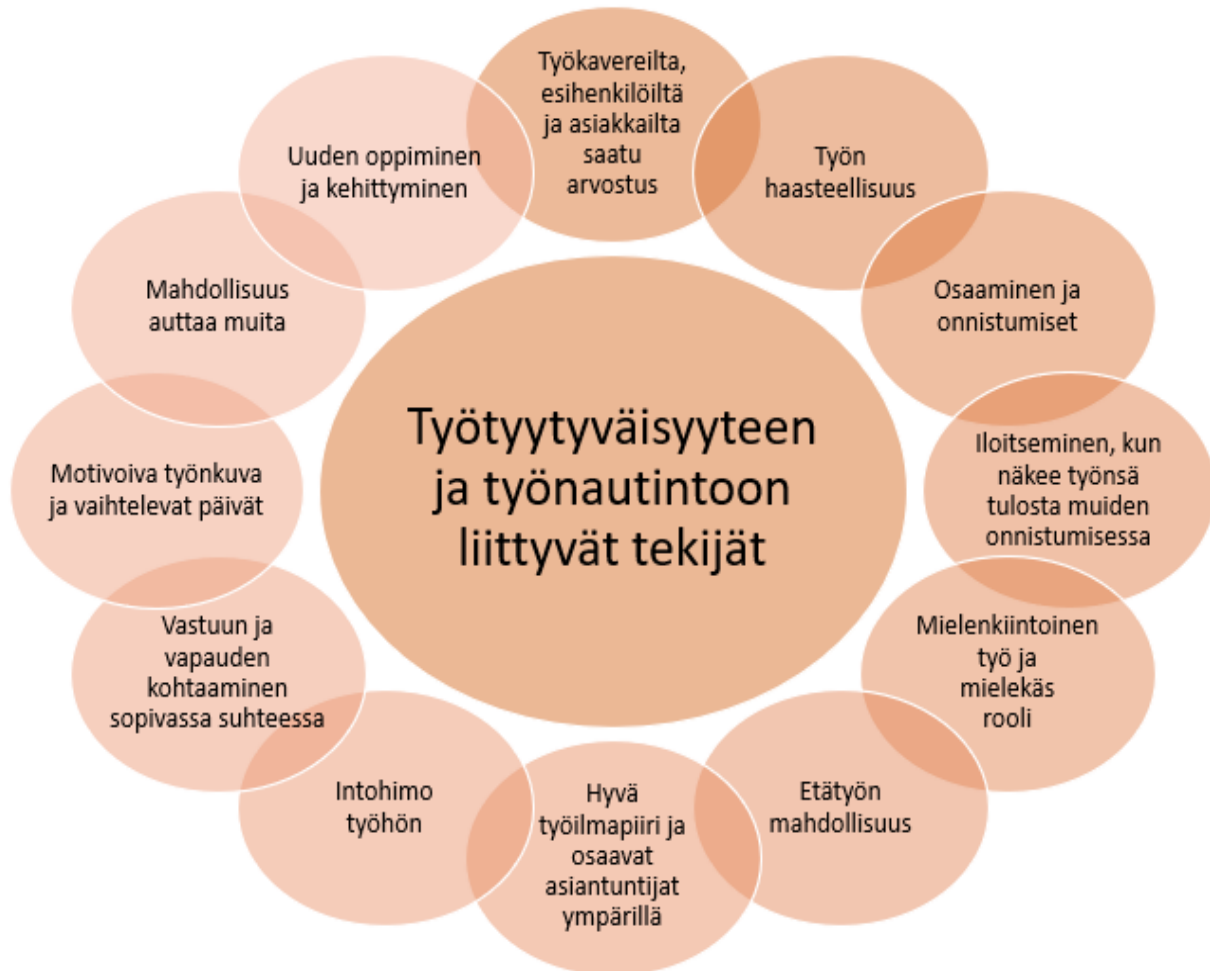 Työkavereilta,
esihenkilöiltä
ja asiakkailta
saatu
arvostus
Työn
haasteellisuus
Osaaminen ja
onnistumiset
Iloitseminen, kun
näkee työnsä
tulosta muiden
onnistumisessa
Mielenkiintoinen
työ ja
mielekäs
rooli
Etätyön
mahdollisuus
Hyvä
työilmapiiri ja
osaavat
asiantuntijat
ympärillä
Intohimo
työhön
Vastuun ja
vapauden
kohtaaminen
sopivassa suhteessa
Motivoiva työnkuva
ja vaihtelevat päivät
Mahdollisuus
auttaa muita
Uuden oppiminen
ja kehittyminen
Työtyytyväisyyteen
ja työnautintoon
liittyvät tekijät